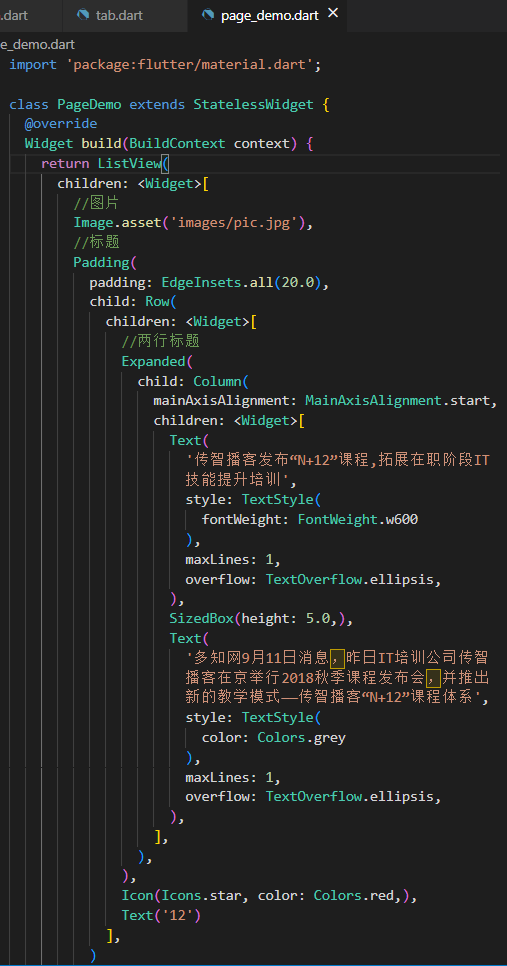 .dart tab.dart page_demo.dart ×
e_demo.dart
import 'package:flutter/material.dart';
class PageDemo extends StatelessWidget {
@override
Widget build(BuildContext context) {
return ListView(
children: <Widget>[
//图片
Image.asset('images/pic.jpg'),
//标题
Padding(
padding: EdgeInsets.all(20.0),
child: Row(
children: <Widget>[
//两行标题
Expanded(
child: Column(
mainAxisAlignment: MainAxisAlignment.start,
children: <Widget>[
Text(
'传智播客发布“N+12”课程,拓展在职阶段IT
技能提升培训',
style: TextStyle(
fontWeight: FontWeight.w600
),
maxLines: 1,
overflow: TextOverflow.ellipsis,
),
SizedBox(height: 5.0,),
Text(
'多知网9月11日消息，昨日IT培训公司传智
播客在京举行2018秋季课程发布会，并推出
新的教学模式—传智播客“N+12”课程体系',
style: TextStyle(
color: Colors.grey
),
maxLines: 1,
overflow: TextOverflow.ellipsis,
),
],
),
),
Icon(Icons.star, color: Colors.red,),
Text('12')
],
)